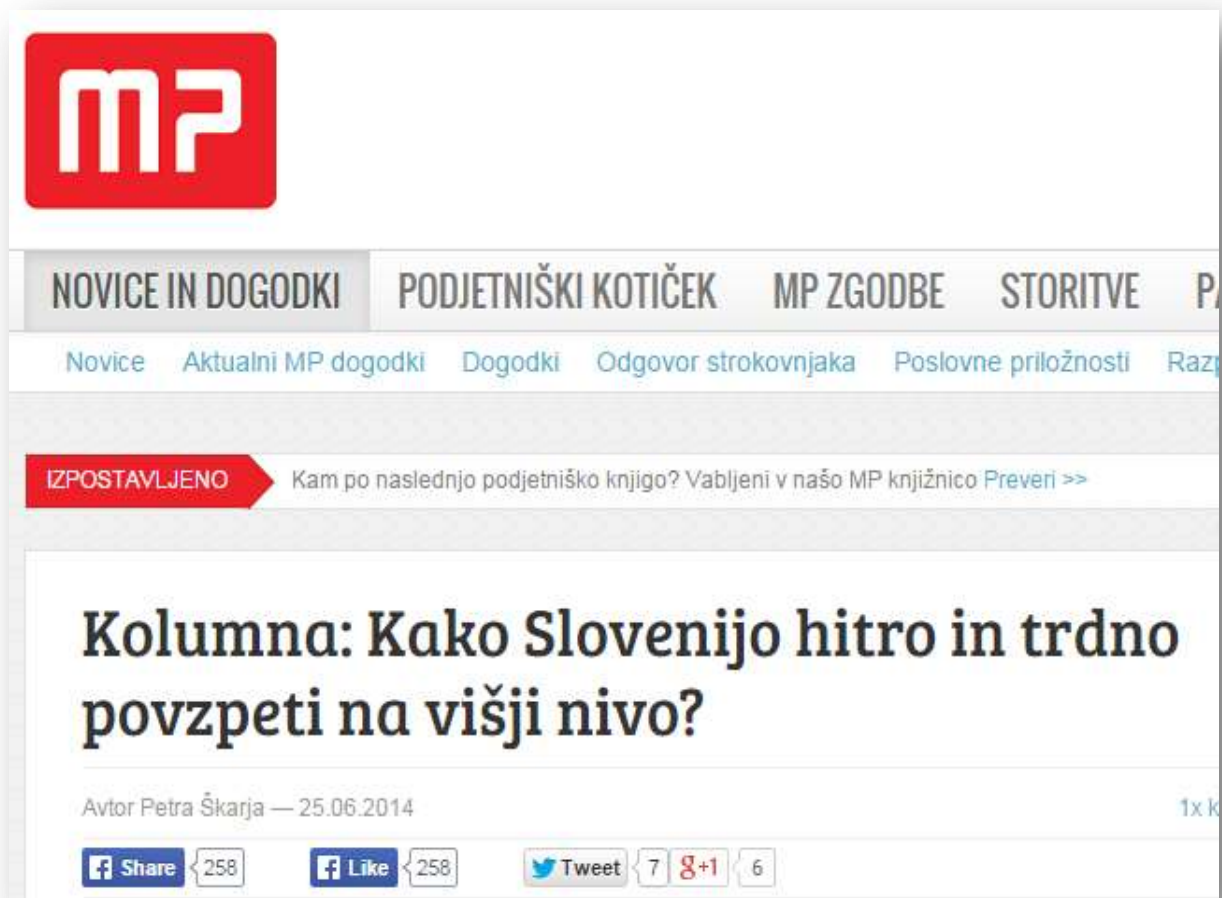 MP
NOVICE IN DOGODKI PODJETNIŠKI KOTIČEK MP ZGODBE STORITVE
Novice Aktualni MP dogodki Dogodki Odgovor strokovnjaka Poslovne priložnosti
IZPOSTAVLJENO Kam po naslednjo podjetniško knjigo? Vabljeni v našo MP knjižnico Preveri >>
Kolumna: Kako Slovenijo hitro in trdno
povzpeti na višji nivo?
Avtor Petra Škarja — 25.06.2014 1x
Share 258 Like 258 Tweet 7 g+1 6